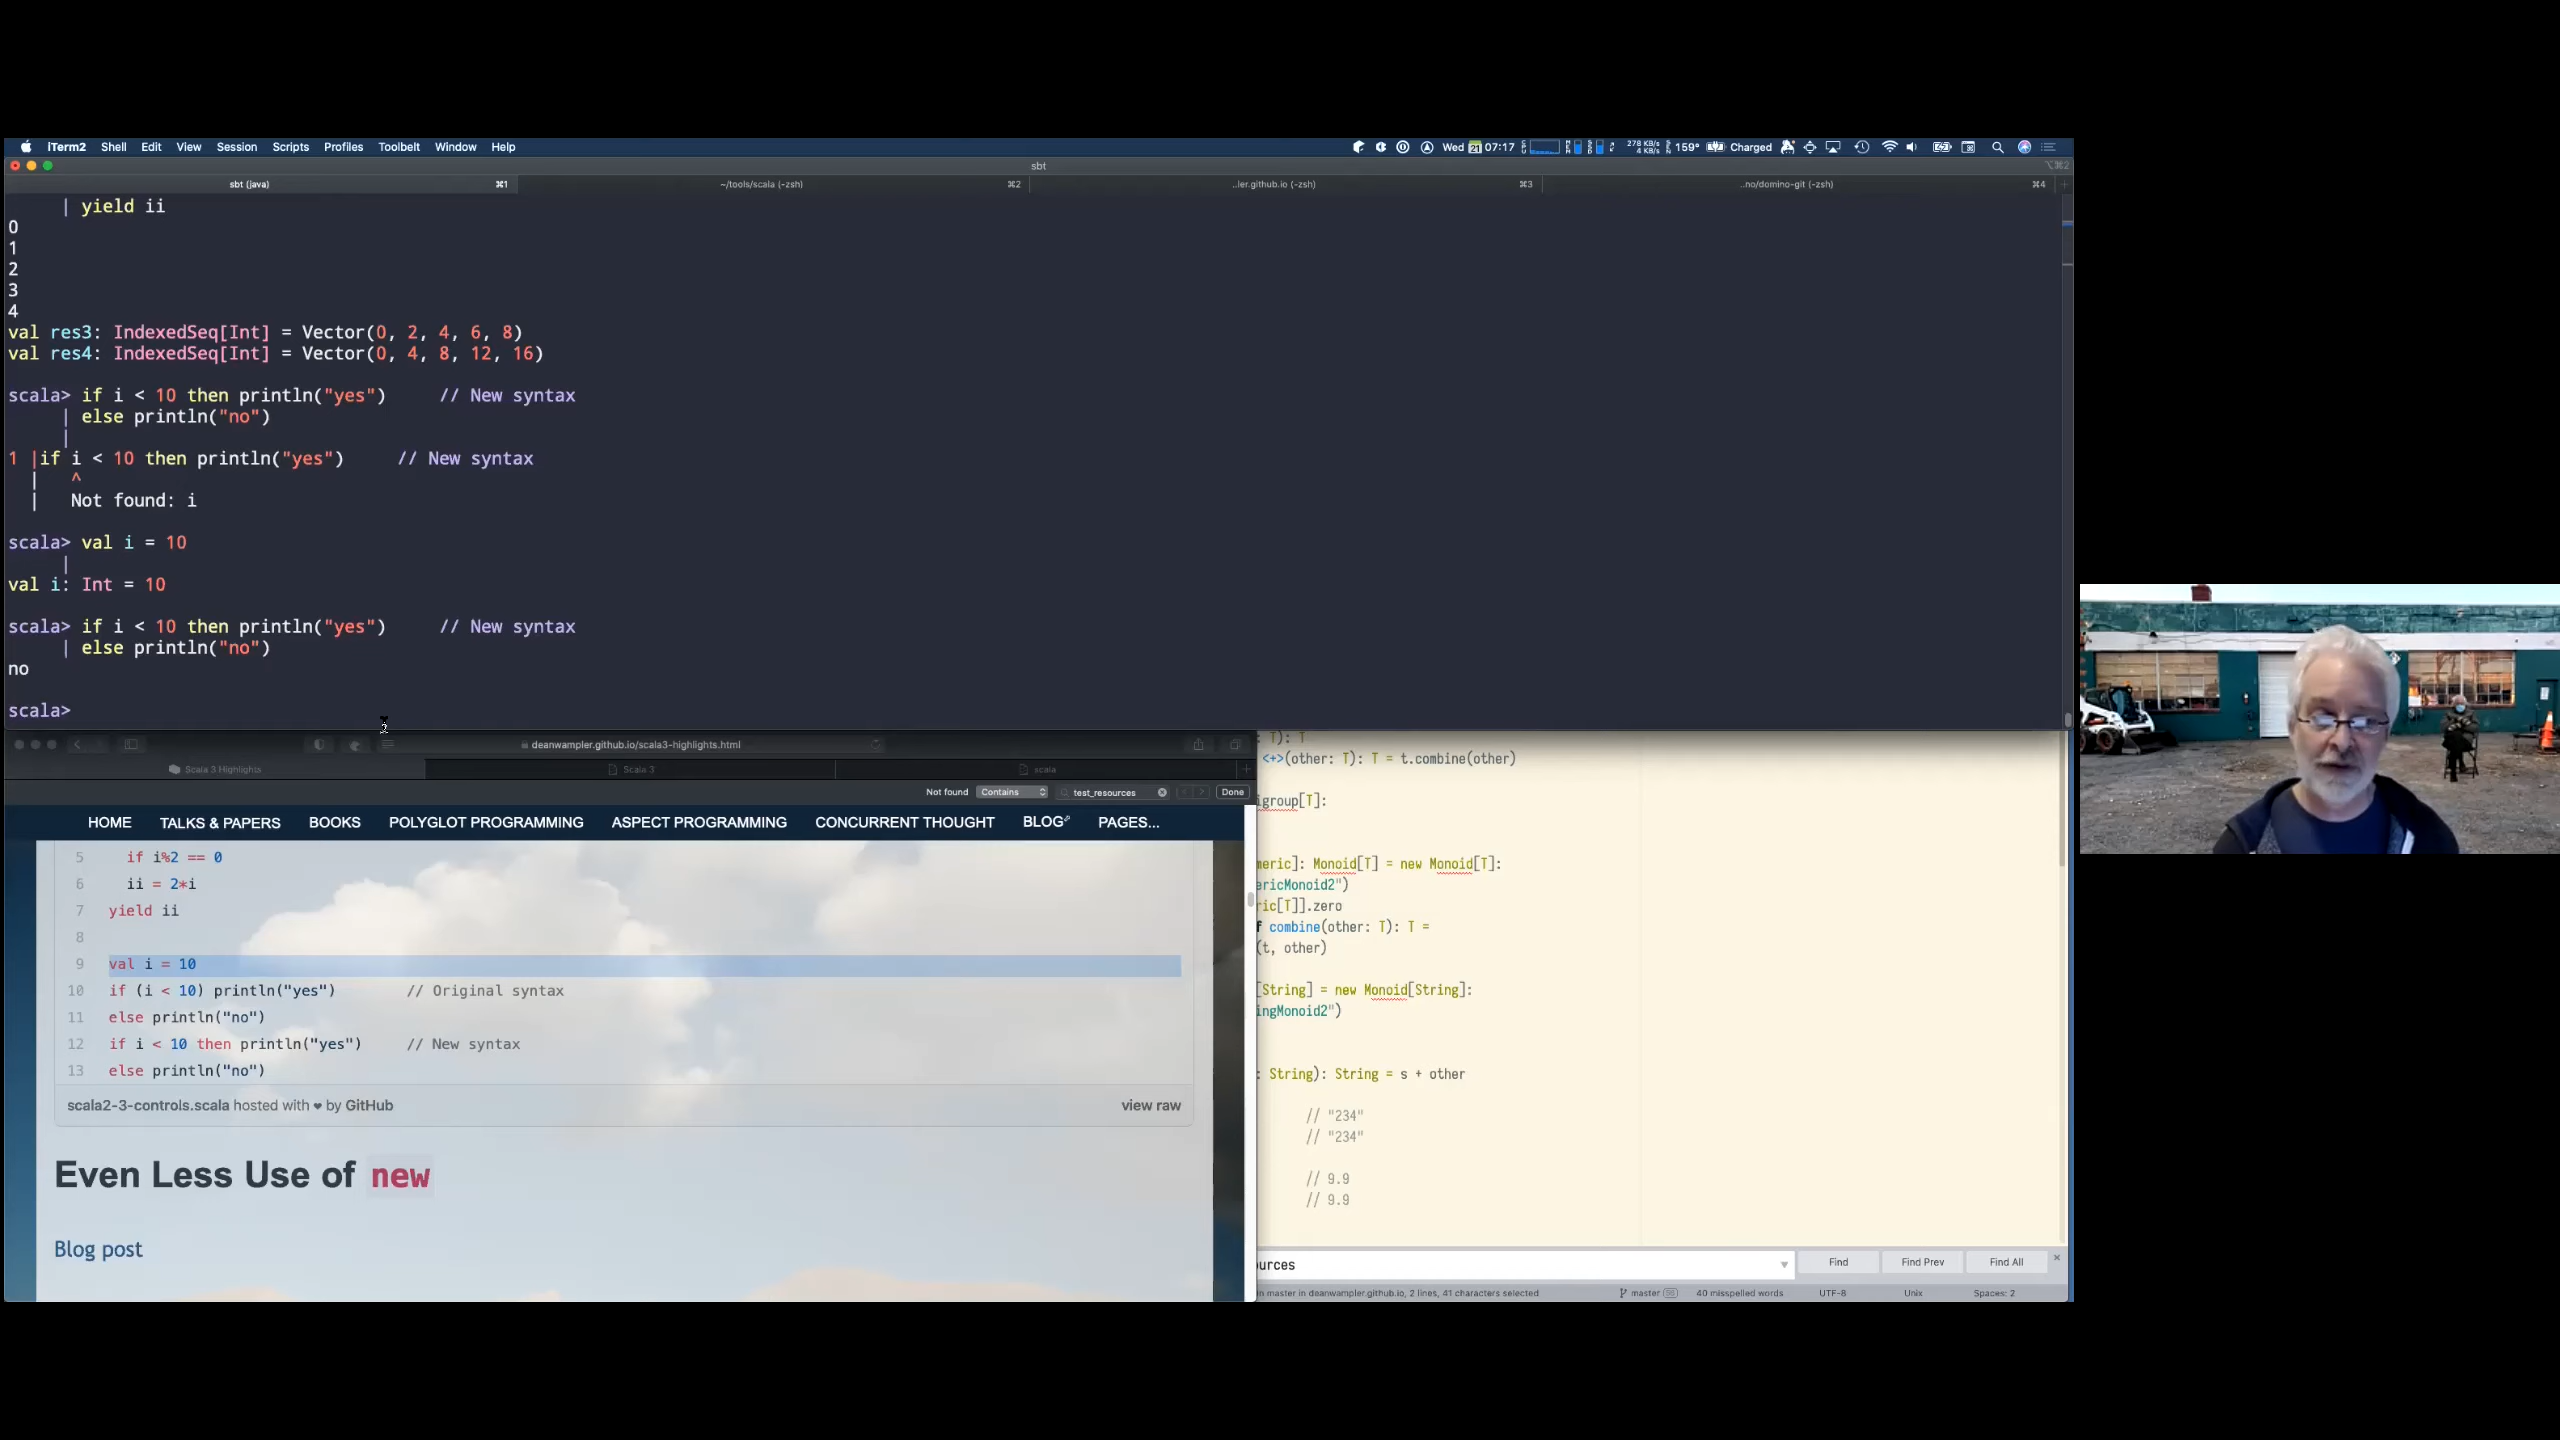 iTerm2 Shell Edit View Session Scripts Profiles Toolbelt Window Help
Wed 21 07:17 278 KB/s 4 KB/s 159° Charged
sbt
⌥⌘2
sbt (java) ⌘1 ~/tools/scala (-zsh) ⌘2 ..ler.github.io (-zsh) ⌘3 ..no/domino-git (-zsh) ⌘4
| yield ii
0
1
2
3
4
val res3: IndexedSeq[Int] = Vector(0, 2, 4, 6, 8)
val res4: IndexedSeq[Int] = Vector(0, 4, 8, 12, 16)
scala> if i < 10 then println("yes") // New syntax
| else println("no")
|
1 |if i < 10 then println("yes") // New syntax
| ^
| Not found: i
scala> val i = 10
|
val i: Int = 10
scala> if i < 10 then println("yes") // New syntax
| else println("no")
no
scala>
deanwampler.github.io/scala3-highlights.html
Scala 3 Highlights Scala 3 scala
Not found Contains test_resources Done
HOME TALKS & PAPERS BOOKS POLYGLOT PROGRAMMING ASPECT PROGRAMMING CONCURRENT THOUGHT BLOG PAGES...
5 if i%2 == 0
6 ii = 2*i
7 yield ii
8
9 val i = 10
10 if (i < 10) println("yes") // Original syntax
11 else println("no")
12 if i < 10 then println("yes") // New syntax
13 else println("no")
scala2-3-controls.scala hosted with ❤ by GitHub view raw
Even Less Use of new
Blog post
: T): T
<+>(other: T): T = t.combine(other)
igroup[T]:
meric]: Monoid[T] = new Monoid[T]:
ericMonoid2")
ric[T]].zero
f combine(other: T): T =
(t, other)
[String] = new Monoid[String]:
ingMonoid2")
: String): String = s + other
// "234"
// "234"
// 9.9
// 9.9
urces Find Find Prev Find All
n master in deanwampler.github.io, 2 lines, 41 characters selected master 40 misspelled words UTF-8 Unix Spaces: 2